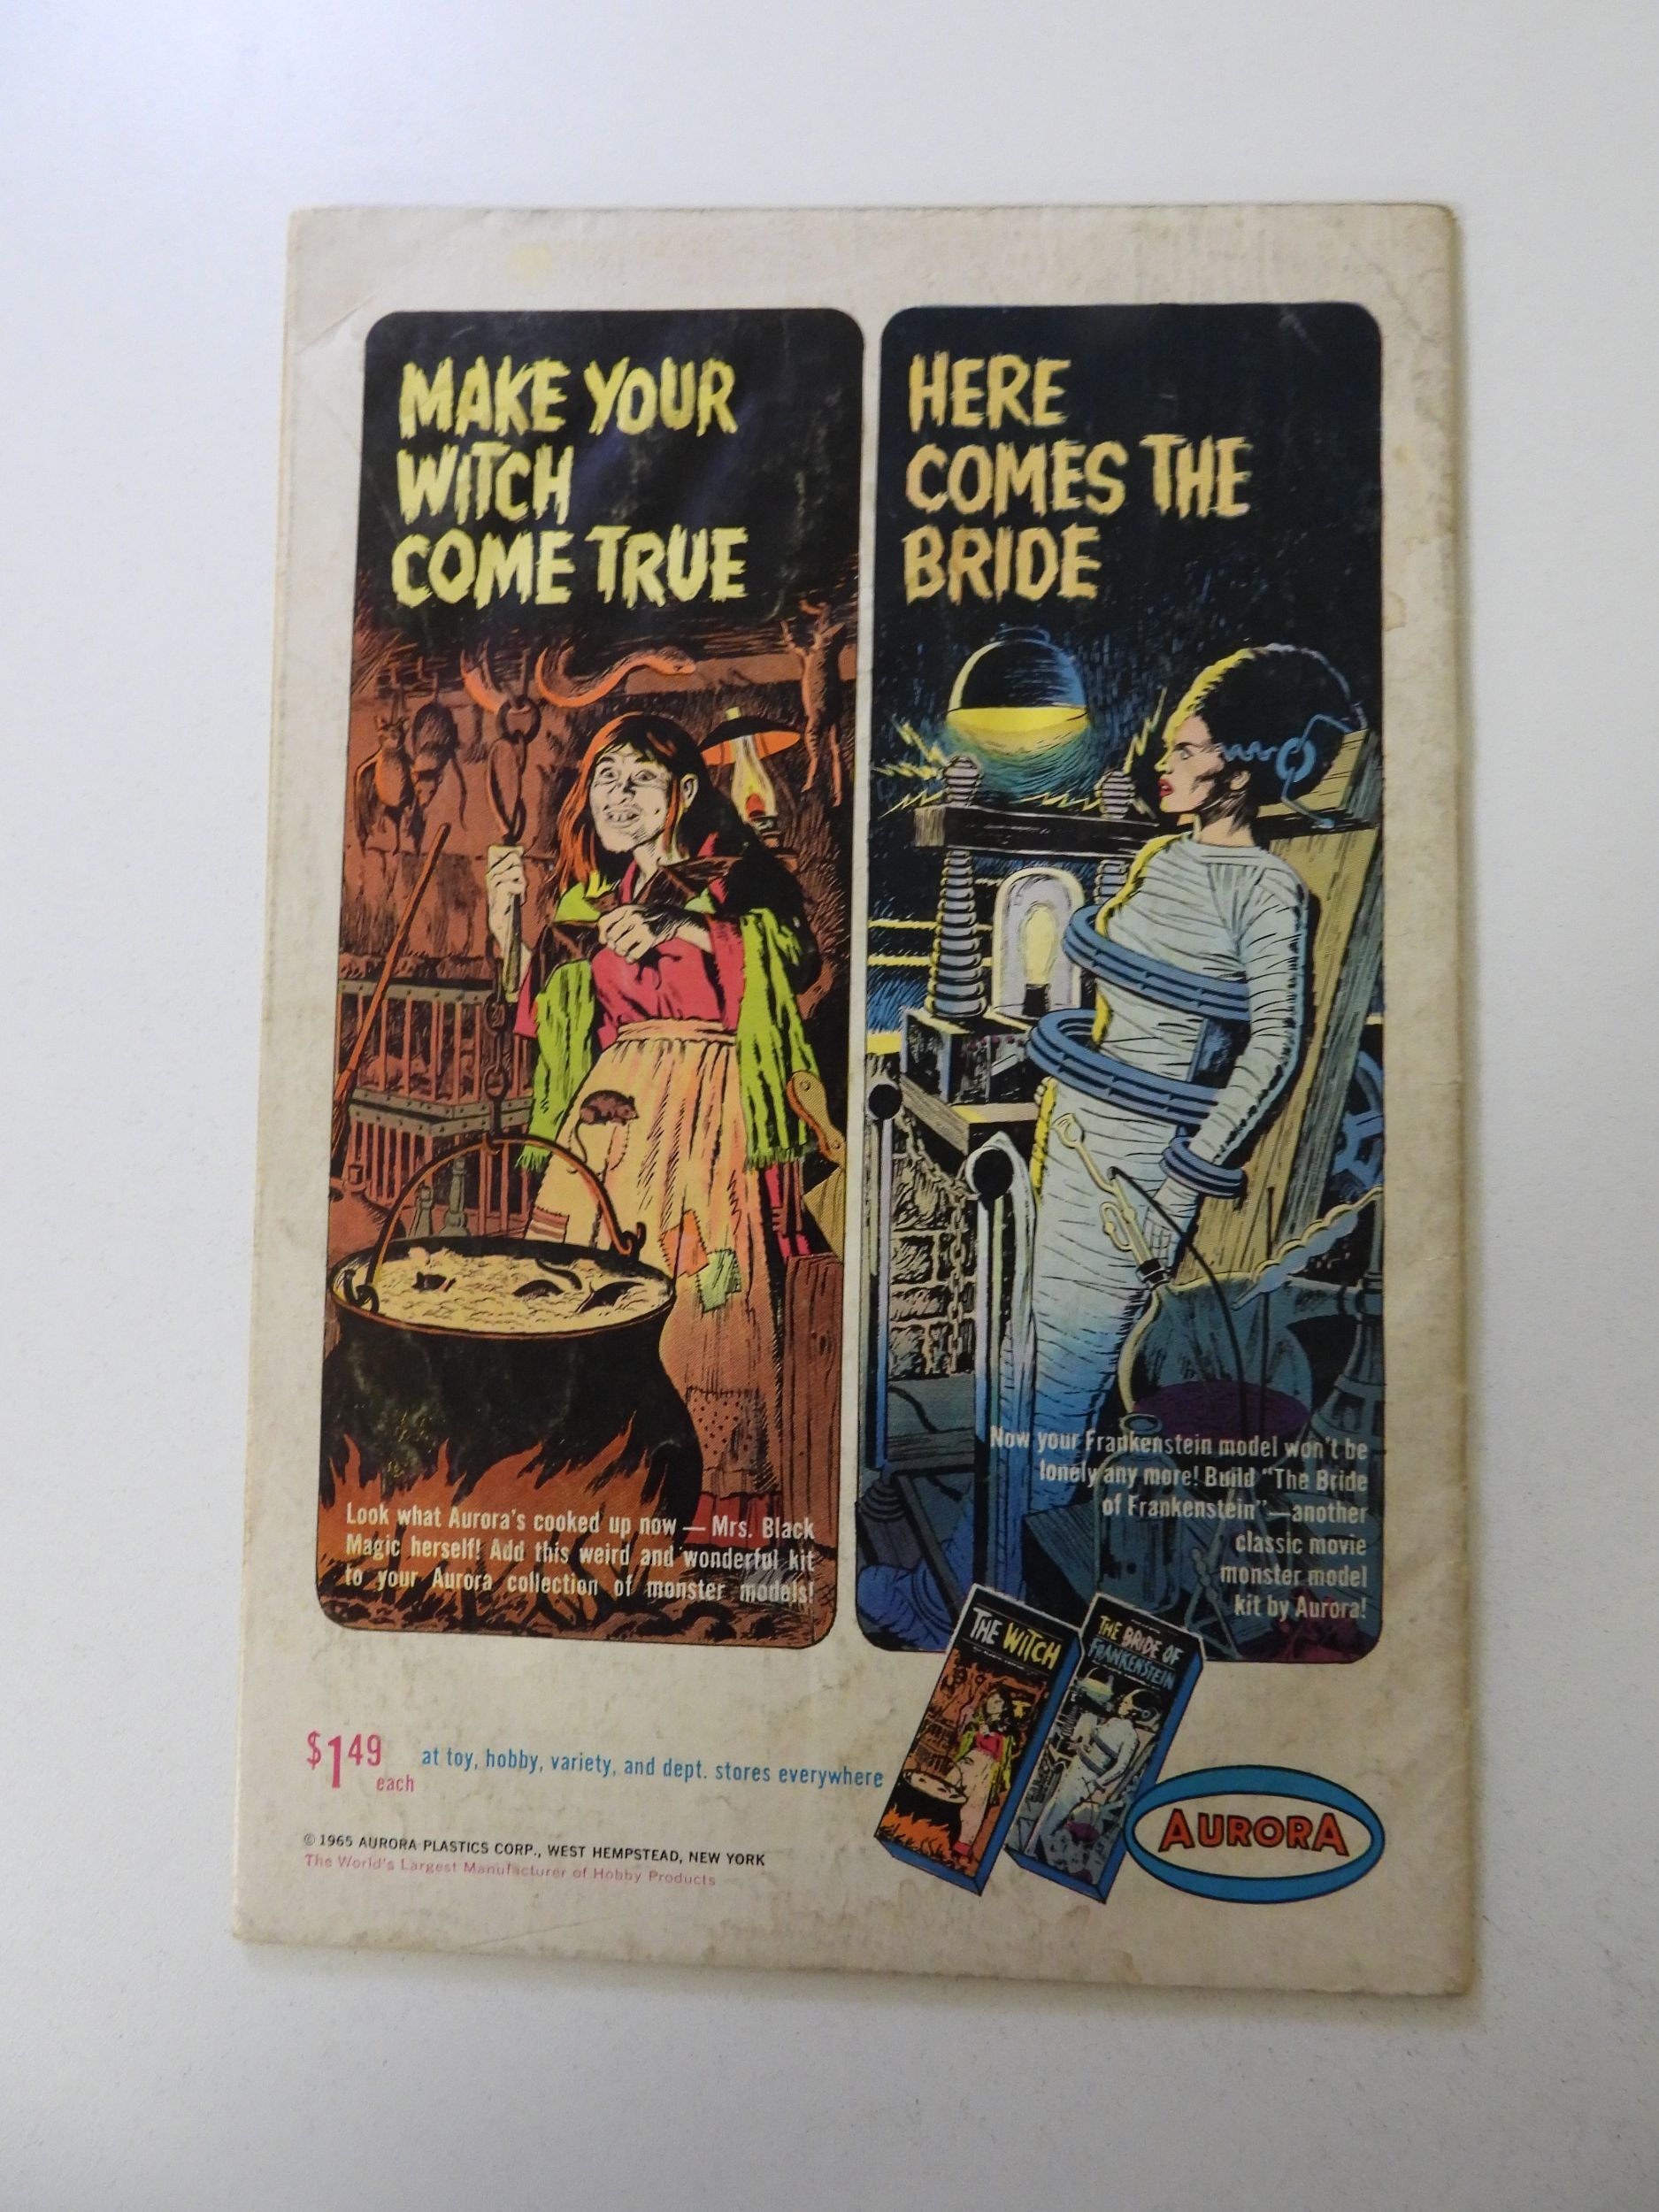 MAKE YOUR
WITCH
COME TRUE
Look what Aurora's cooked up now — Mrs. Black
Magic herself! Add this weird and wonderful kit
to your Aurora collection of monster models!
HERE
COMES THE
BRIDE
Now your Frankenstein model won't be
lonely any more! Build "The Bride
of Frankenstein"—another
classic movie
monster model
kit by Aurora!
THE WITCH
THE BRIDE OF
FRANKENSTEIN
$1.49 each at toy, hobby, variety, and dept. stores everywhere
AURORA
© 1965 AURORA PLASTICS CORP., WEST HEMPSTEAD, NEW YORK
The World's Largest Manufacturer of Hobby Products